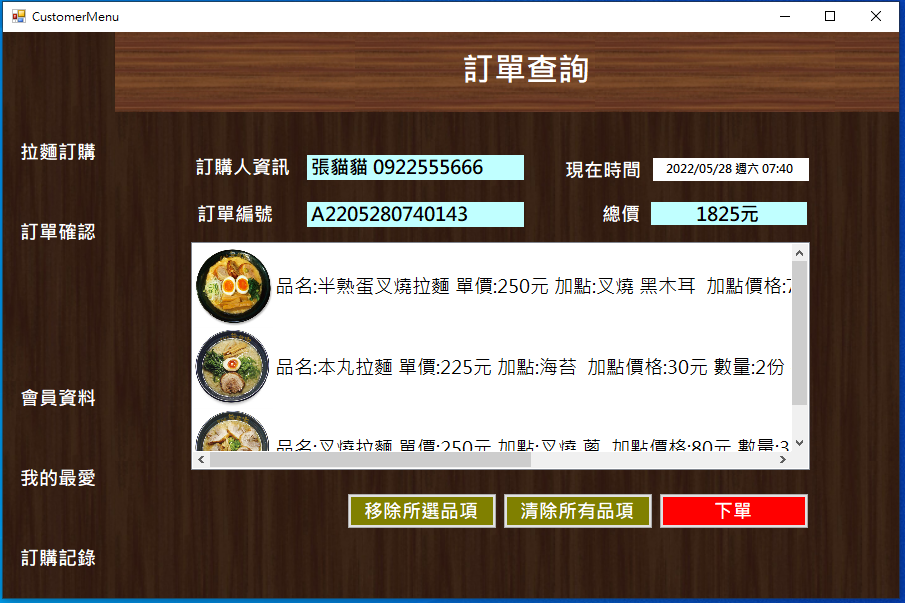 CustomerMenu
訂單查詢
拉麵訂購
訂單確認
會員資料
我的最愛
訂購記錄
訂購人資訊 張貓貓 0922555666 現在時間 2022/05/28 週六 07:40
訂單編號 A2205280740143 總價 1825元
品名:半熟蛋叉燒拉麵 單價:250元 加點:叉燒 黑木耳 加點價格:7
品名:本丸拉麵 單價:225元 加點:海苔 加點價格:30元 數量:2份
品名:叉燒拉麵 單價:250元 加點:叉燒 蔥 加點價格:80元 數量:3
移除所選品項 清除所有品項 下單